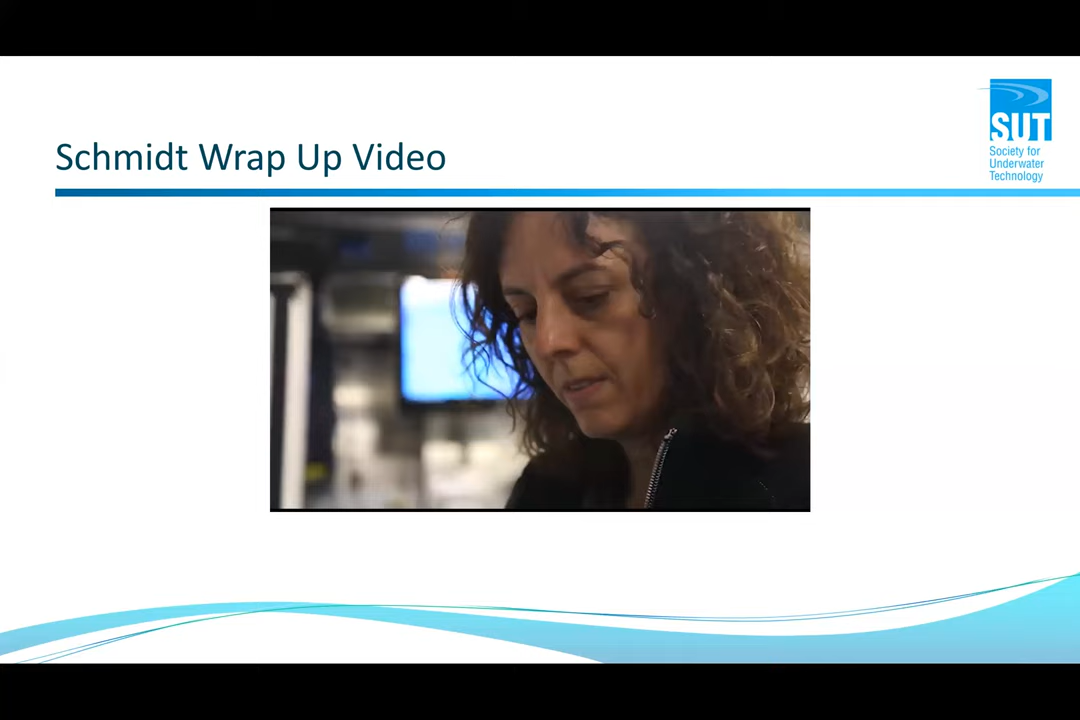 Schmidt Wrap Up Video
SUT
Society for
Underwater
Technology